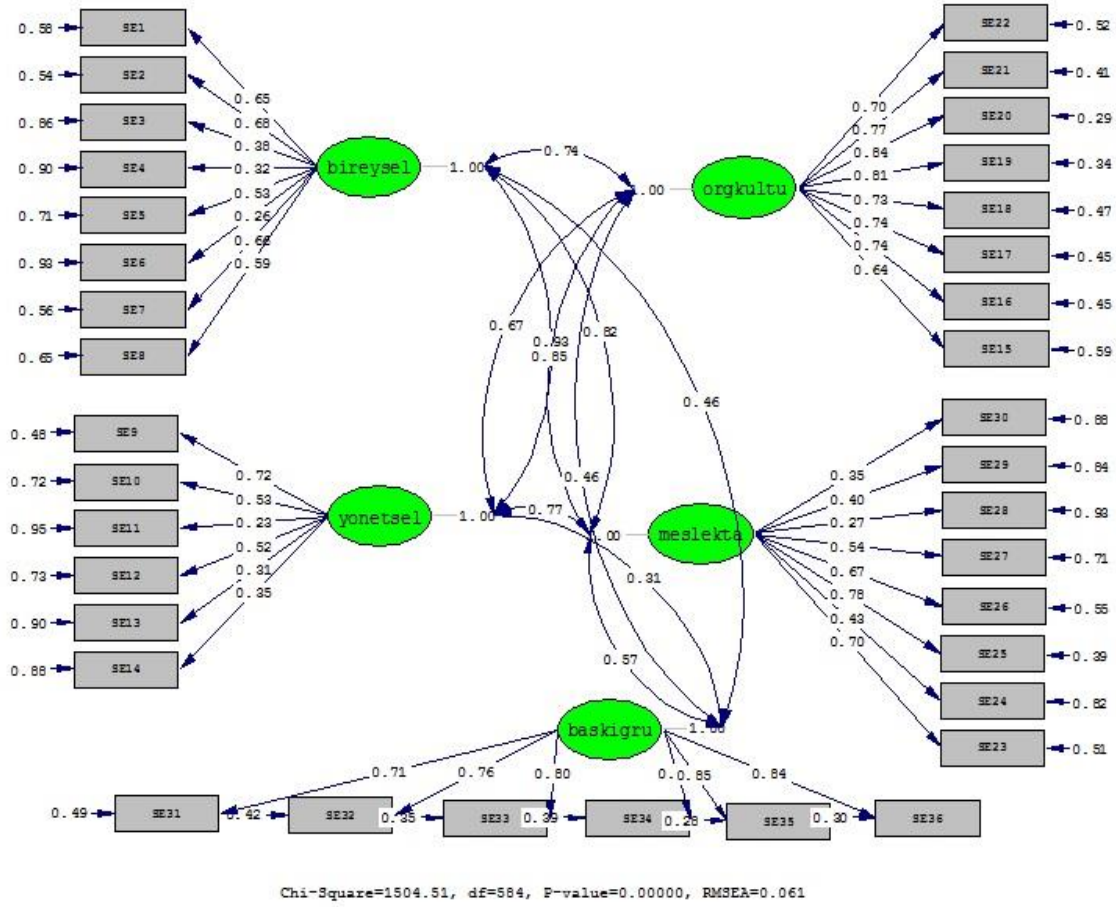 0.58 SE1
0.54 SE2
0.86 SE3
0.90 SE4
0.71 SE5
0.93 SE6
0.56 SE7
0.65 SE8
0.65
0.68
0.38
0.32
0.53
0.26
0.66
0.59
bireysel 1.00
0.74
1.00 orgkultu
SE22 0.52
SE21 0.41
SE20 0.29
SE19 0.34
SE18 0.47
SE17 0.45
SE16 0.45
SE15 0.59
0.70
0.77
0.84
0.81
0.73
0.74
0.74
0.64
0.67
0.93
0.85
0.82
0.46
0.48 SE9
0.72 SE10
0.95 SE11
0.73 SE12
0.90 SE13
0.88 SE14
0.72
0.53
0.23
0.52
0.31
0.35
yonetsel 1.00
0.77
0.46
0.31
0.57
00 meslekta
SE30 0.88
SE29 0.84
SE28 0.93
SE27 0.71
SE26 0.55
SE25 0.39
SE24 0.82
SE23 0.51
0.35
0.40
0.27
0.54
0.67
0.78
0.43
0.70
baskigru 1.00
0.71
0.76
0.80
0.85
0.84
0.49 SE31
0.42 SE32
0.35 SE33
0.39 SE34
0.28 SE35
0.30 SE36
Chi-Square=1504.51, df=584, P-value=0.00000, RMSEA=0.061